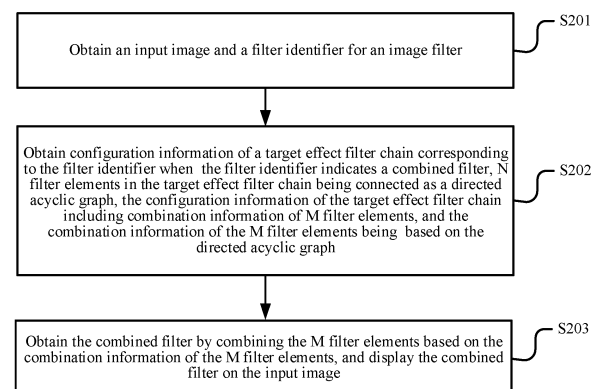 S201
Obtain an input image and a filter identifier for an image filter
Obtain configuration information of a target effect filter chain corresponding
to the filter identifier when the filter identifier indicates a combined filter, N
filter elements in the target effect filter chain being connected as a directed
acyclic graph, the configuration information of the target effect filter chain
including combination information of M filter elements, and the
combination information of the M filter elements being based on the
directed acyclic graph
S202
Obtain the combined filter by combining the M filter elements based on the
combination information of the M filter elements, and display the combined
filter on the input image
S203